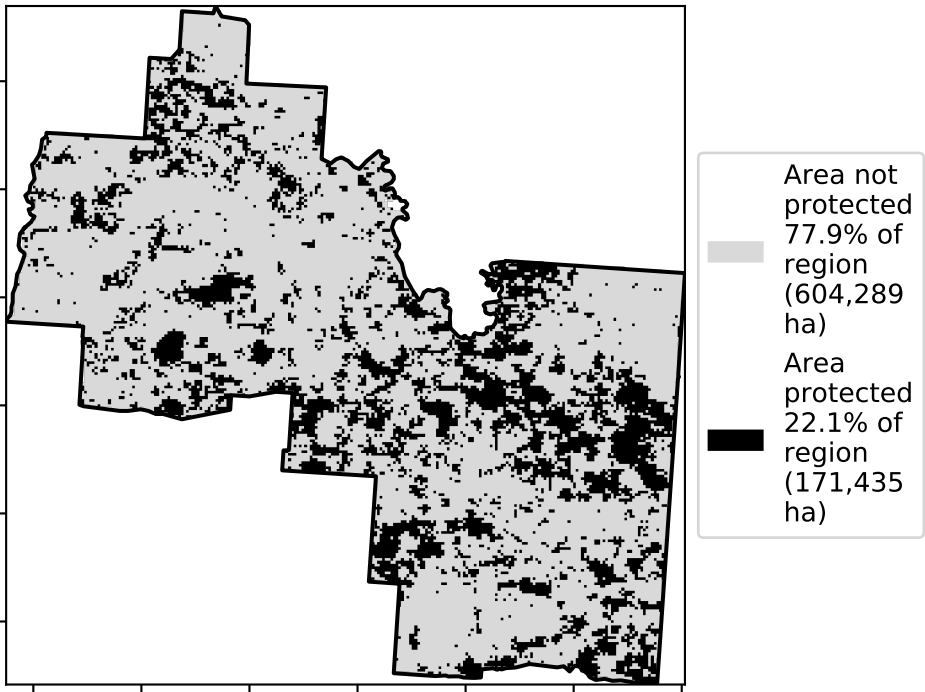 Area not
protected
77.9% of
region
(604,289
ha)
Area
protected
22.1% of
region
(171,435
ha)